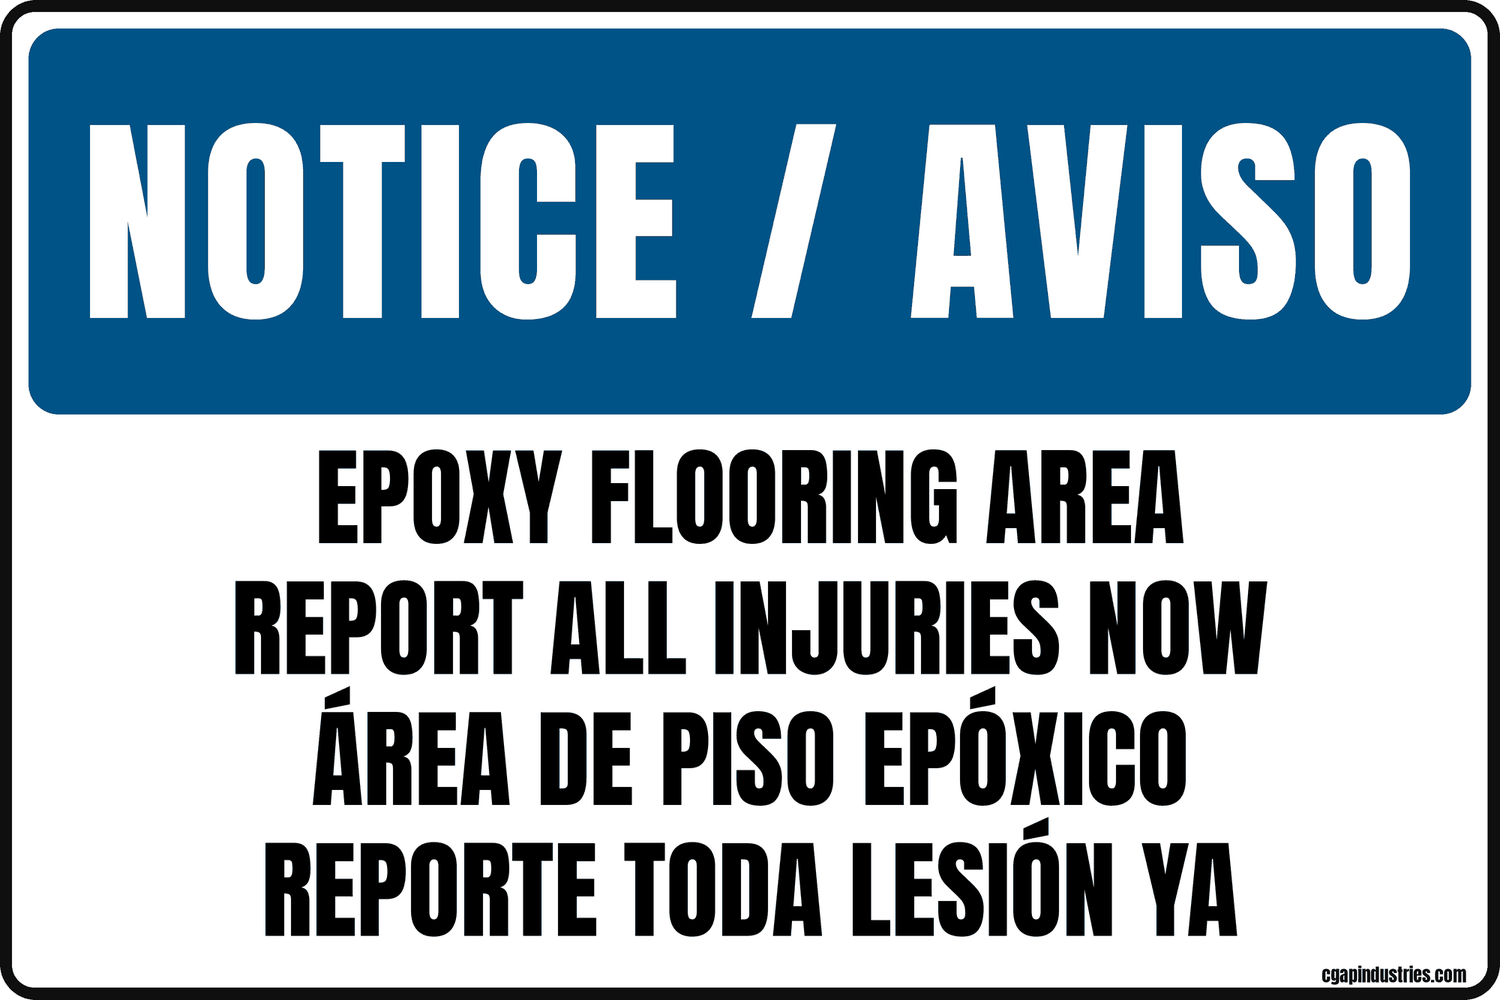 NOTICE / AVISO
EPOXY FLOORING AREA
REPORT ALL INJURIES NOW
ÁREA DE PISO EPÓXICO
REPORTE TODA LESIÓN YA
cgapindustries.com